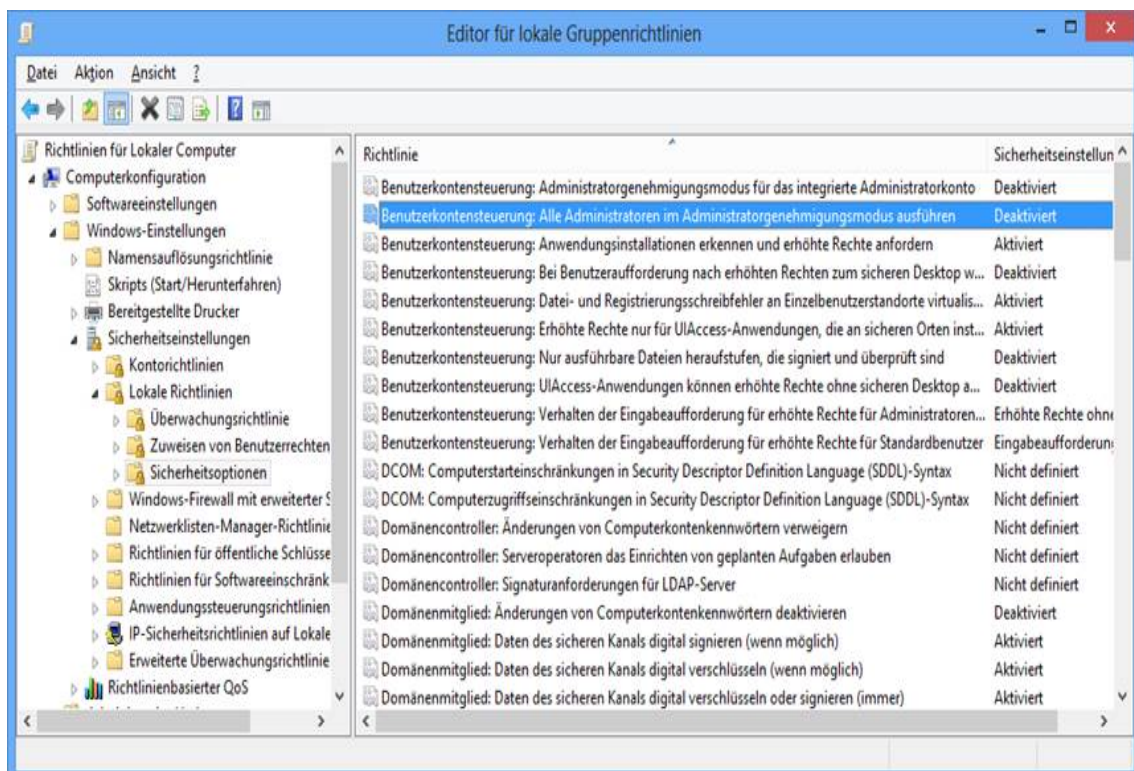 Editor für lokale Gruppenrichtlinien
Datei Aktion Ansicht ?
Richtlinien für Lokaler Computer
Computerkonfiguration
Softwareeinstellungen
Windows-Einstellungen
Namensauflösungsrichtlinie
Skripts (Start/Herunterfahren)
Bereitgestellte Drucker
Sicherheitseinstellungen
Kontorichtlinien
Lokale Richtlinien
Überwachungsrichtlinie
Zuweisen von Benutzerrechten
Sicherheitsoptionen
Windows-Firewall mit erweiterter S
Netzwerklisten-Manager-Richtlinie
Richtlinien für öffentliche Schlüsse
Richtlinien für Softwareeinschränk
Anwendungssteuerungsrichtlinien
IP-Sicherheitsrichtlinien auf Lokale
Erweiterte Überwachungsrichtlinie
Richtlinienbasierter QoS
Richtlinie Sicherheitseinstellun
Benutzerkontensteuerung: Administratorgenehmigungsmodus für das integrierte Administratorkonto Deaktiviert
Benutzerkontensteuerung: Alle Administratoren im Administratorgenehmigungsmodus ausführen Deaktiviert
Benutzerkontensteuerung: Anwendungsinstallationen erkennen und erhöhte Rechte anfordern Aktiviert
Benutzerkontensteuerung: Bei Benutzeraufforderung nach erhöhten Rechten zum sicheren Desktop w... Deaktiviert
Benutzerkontensteuerung: Datei- und Registrierungsschreibfehler an Einzelbenutzerstandorte virtualis... Aktiviert
Benutzerkontensteuerung: Erhöhte Rechte nur für UIAccess-Anwendungen, die an sicheren Orten inst... Aktiviert
Benutzerkontensteuerung: Nur ausführbare Dateien heraufstufen, die signiert und überprüft sind Deaktiviert
Benutzerkontensteuerung: UIAccess-Anwendungen können erhöhte Rechte ohne sicheren Desktop a... Deaktiviert
Benutzerkontensteuerung: Verhalten der Eingabeaufforderung für erhöhte Rechte für Administratoren... Erhöhte Rechte ohne
Benutzerkontensteuerung: Verhalten der Eingabeaufforderung für erhöhte Rechte für Standardbenutzer Eingabeaufforderung
DCOM: Computerstarteinschränkungen in Security Descriptor Definition Language (SDDL)-Syntax Nicht definiert
DCOM: Computerzugriffseinschränkungen in Security Descriptor Definition Language (SDDL)-Syntax Nicht definiert
Domänencontroller: Änderungen von Computerkontenkennwörtern verweigern Nicht definiert
Domänencontroller: Serveroperatoren das Einrichten von geplanten Aufgaben erlauben Nicht definiert
Domänencontroller: Signaturanforderungen für LDAP-Server Nicht definiert
Domänenmitglied: Änderungen von Computerkontenkennwörtern deaktivieren Deaktiviert
Domänenmitglied: Daten des sicheren Kanals digital signieren (wenn möglich) Aktiviert
Domänenmitglied: Daten des sicheren Kanals digital verschlüsseln (wenn möglich) Aktiviert
Domänenmitglied: Daten des sicheren Kanals digital verschlüsseln oder signieren (immer) Aktiviert